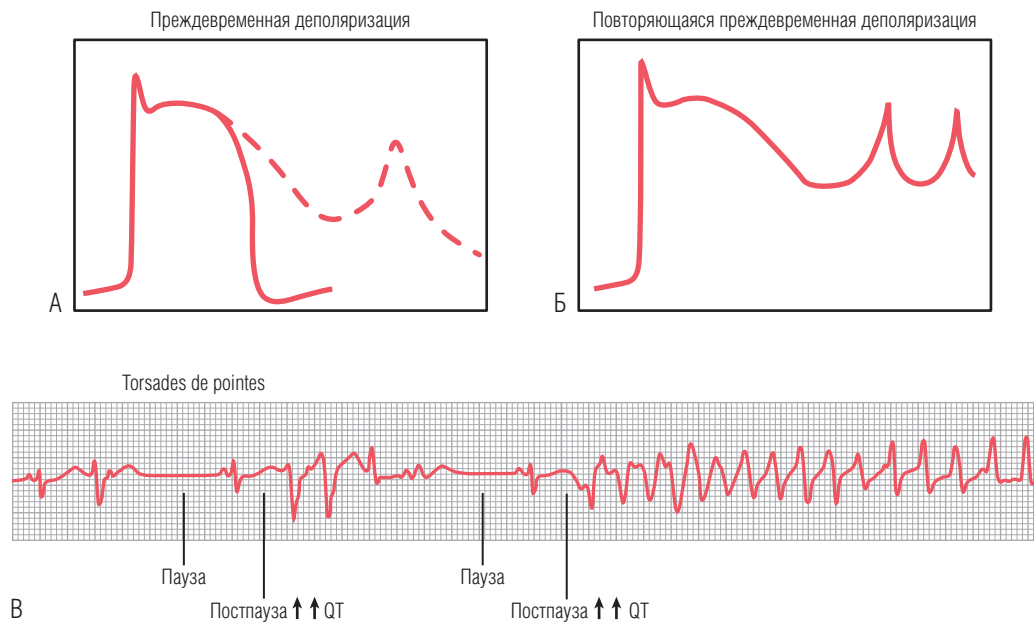 Преждевременная деполяризация
Повторяющаяся преждевременная деполяризация
А
Б
Torsades de pointes
Пауза
Пауза
Постпауза ↑ ↑ QT
Постпауза ↑ ↑ QT
В